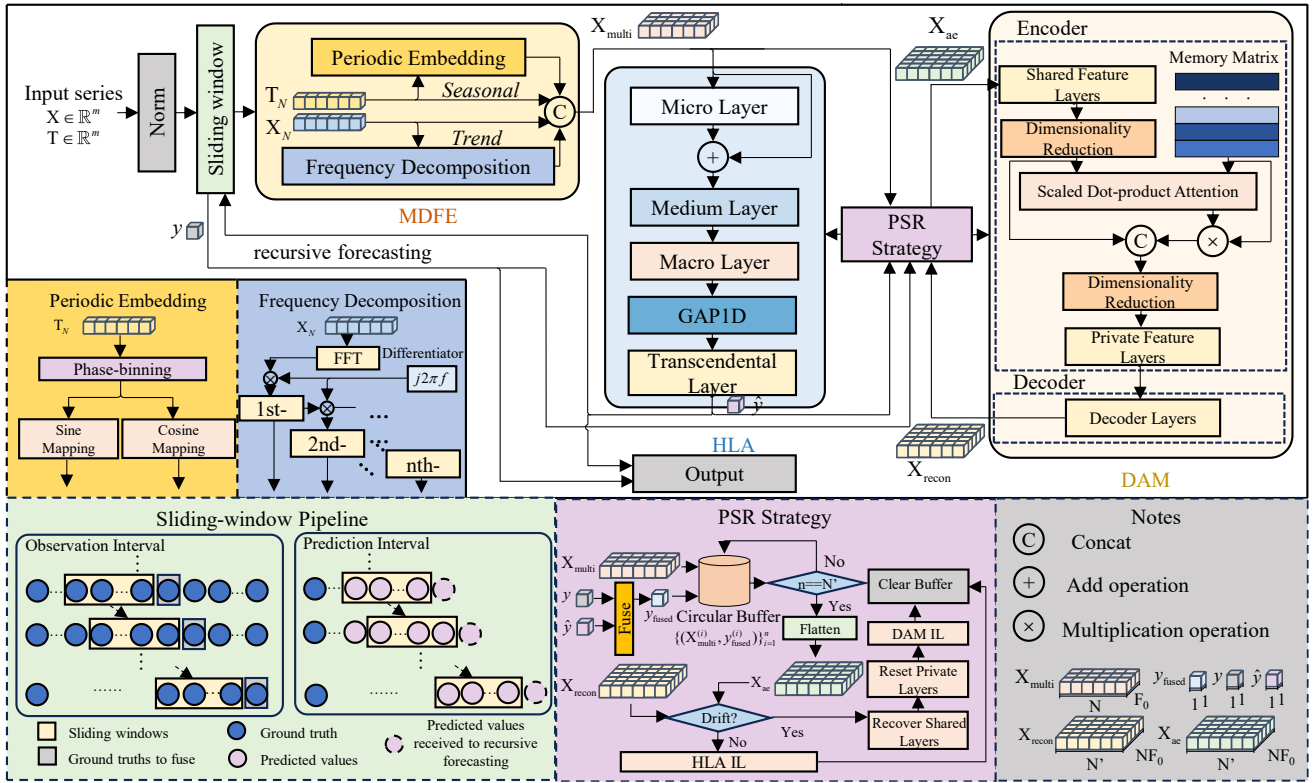 X_multi
X_ae
Encoder
Memory Matrix
Input series
X ∈ ℝ^m
T ∈ ℝ^m
Norm
Sliding window
Periodic Embedding
T_N
Seasonal
X_N
Trend
Frequency Decomposition
C
MDFE
Micro Layer
+
Medium Layer
Macro Layer
GAP1D
Transcendental
Layer
ŷ
HLA
PSR
Strategy
Shared Feature
Layers
. . .
Dimensionality
Reduction
Scaled Dot-product Attention
C
×
Dimensionality
Reduction
Private Feature
Layers
Decoder
Decoder Layers
X_recon
DAM
y
recursive forecasting
Output
Periodic Embedding
T_N
Phase-binning
Sine
Mapping
Cosine
Mapping
Frequency Decomposition
X_N
FFT
Differentiator
j2πf
⊗
1st-
⊗
...
2nd-
...
nth-
Sliding-window Pipeline
Observation Interval
Prediction Interval
......
......
Sliding windows
Ground truth
Ground truths to fuse
Predicted values
Predicted values
received to recursive
forecasting
PSR Strategy
X_multi
y
ŷ
Fuse
y_fused
Circular Buffer
{(X_multi^(i), y_fused^(i))}_{i=1}^n
No
n==N’
Yes
Flatten
Clear Buffer
DAM IL
Reset Private
Layers
Recover Shared
Layers
X_recon
X_ae
Drift?
Yes
No
HLA IL
Notes
C
Concat
+
Add operation
×
Multiplication operation
X_multi
N
F_0
y_fused
1
1
y
1
1
ŷ
1
1
X_recon
N’
NF_0
X_ae
N’
NF_0